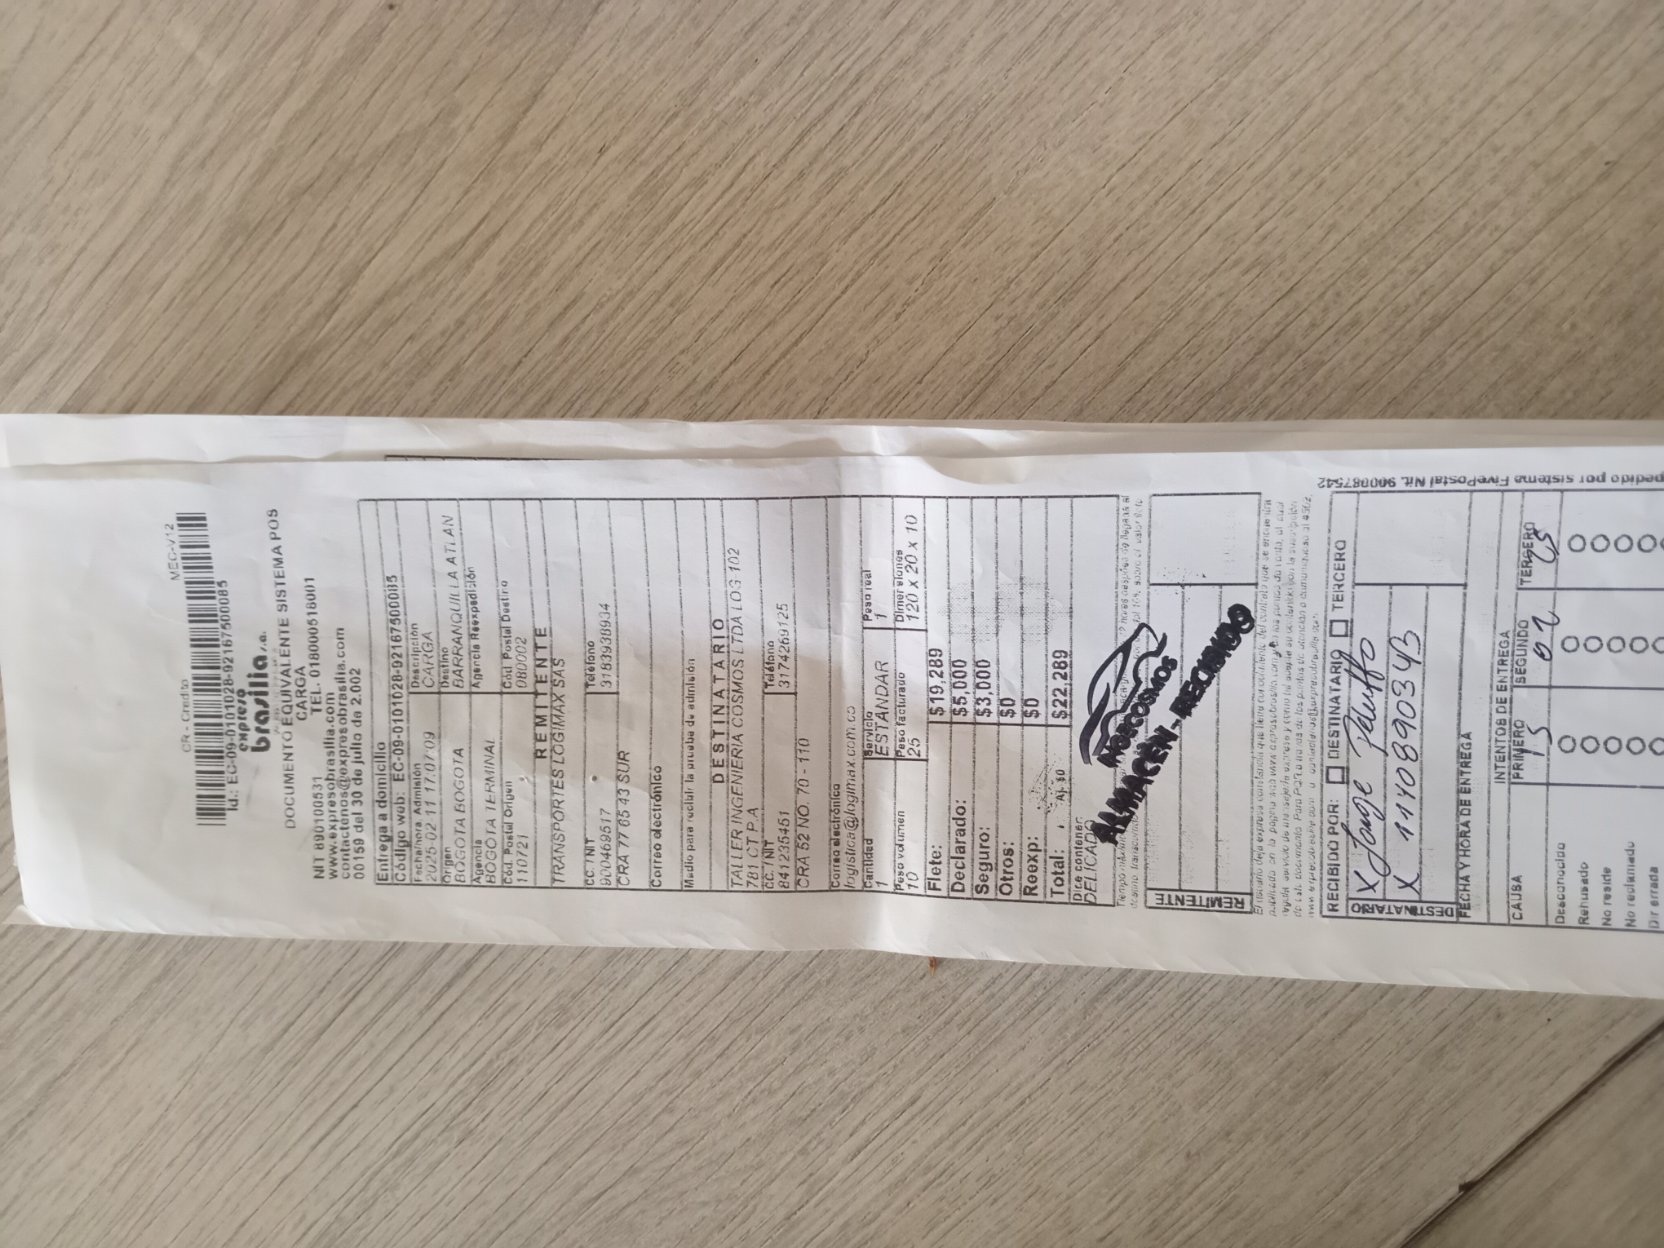 CR - Credito MEC-V12
Id.: EC-09-0101028-92167500085
expreso
brasilia s.a.
DOCUMENTO EQUIVALENTE SISTEMA POS
CARGA
NIT 890100531 TEL. 018000518001
www.expresobrasilia.com
contactenos@expresobrasilia.com
00159 del 30 de julio de 2.002
Entrega a domicilio
Código web: EC-09-0101028-92167500085
Fecha/hora Admisión Descripción
2025 02 11 17:07:09 CARGA
Origen Destino
BOGOTA BOGOTA BARRANQUILLA ATLAN
Agencia Agencia Reexpedición
BOGOTA TERMINAL
Cód. Postal Origen Cód. Postal Destino
110721 080002
REMITENTE
TRANSPORTES LOGIMAX SAS
CC / NIT Teléfono
900469517 3183938934
CRA 77 65 43 SUR
Correo electrónico
Medio para recibir la prueba de admisión
DESTINATARIO
TALLER INGENIERIA COSMOS LTDA LOG 102
781 CT P.A
CC / NIT Teléfono
841235451 3174269125
CRA 52 NO. 70 - 110
Correo electrónico
logistica@logimax.com.co
Cantidad Servicio Peso real
1 ESTANDAR 1
Peso volumen Peso facturado Dimensiones
10 25 120 x 20 x 10
Flete: $19,289
Declarado: $5,000
Seguro: $3,000
Otros: $0
Reexp: $0
Total: Aj. $0 $22,289
Dice contener
DELICADO
MOTCOSMOS
ALMACÉN - RECIBIDO
REMITENTE
RECIBIDO POR: DESTINATARIO TERCERO
X Jorge Peluffo
X 1140890343
DESTINATARIO
FECHA Y HORA DE ENTREGA
INTENTOS DE ENTREGA
CAUSA PRIMERO SEGUNDO TERCERO
15 02 25
Desconocido
Rehusado
No reside
No reclamado
Dir errada
pedido por sistema FivePostal Nit. 900087542